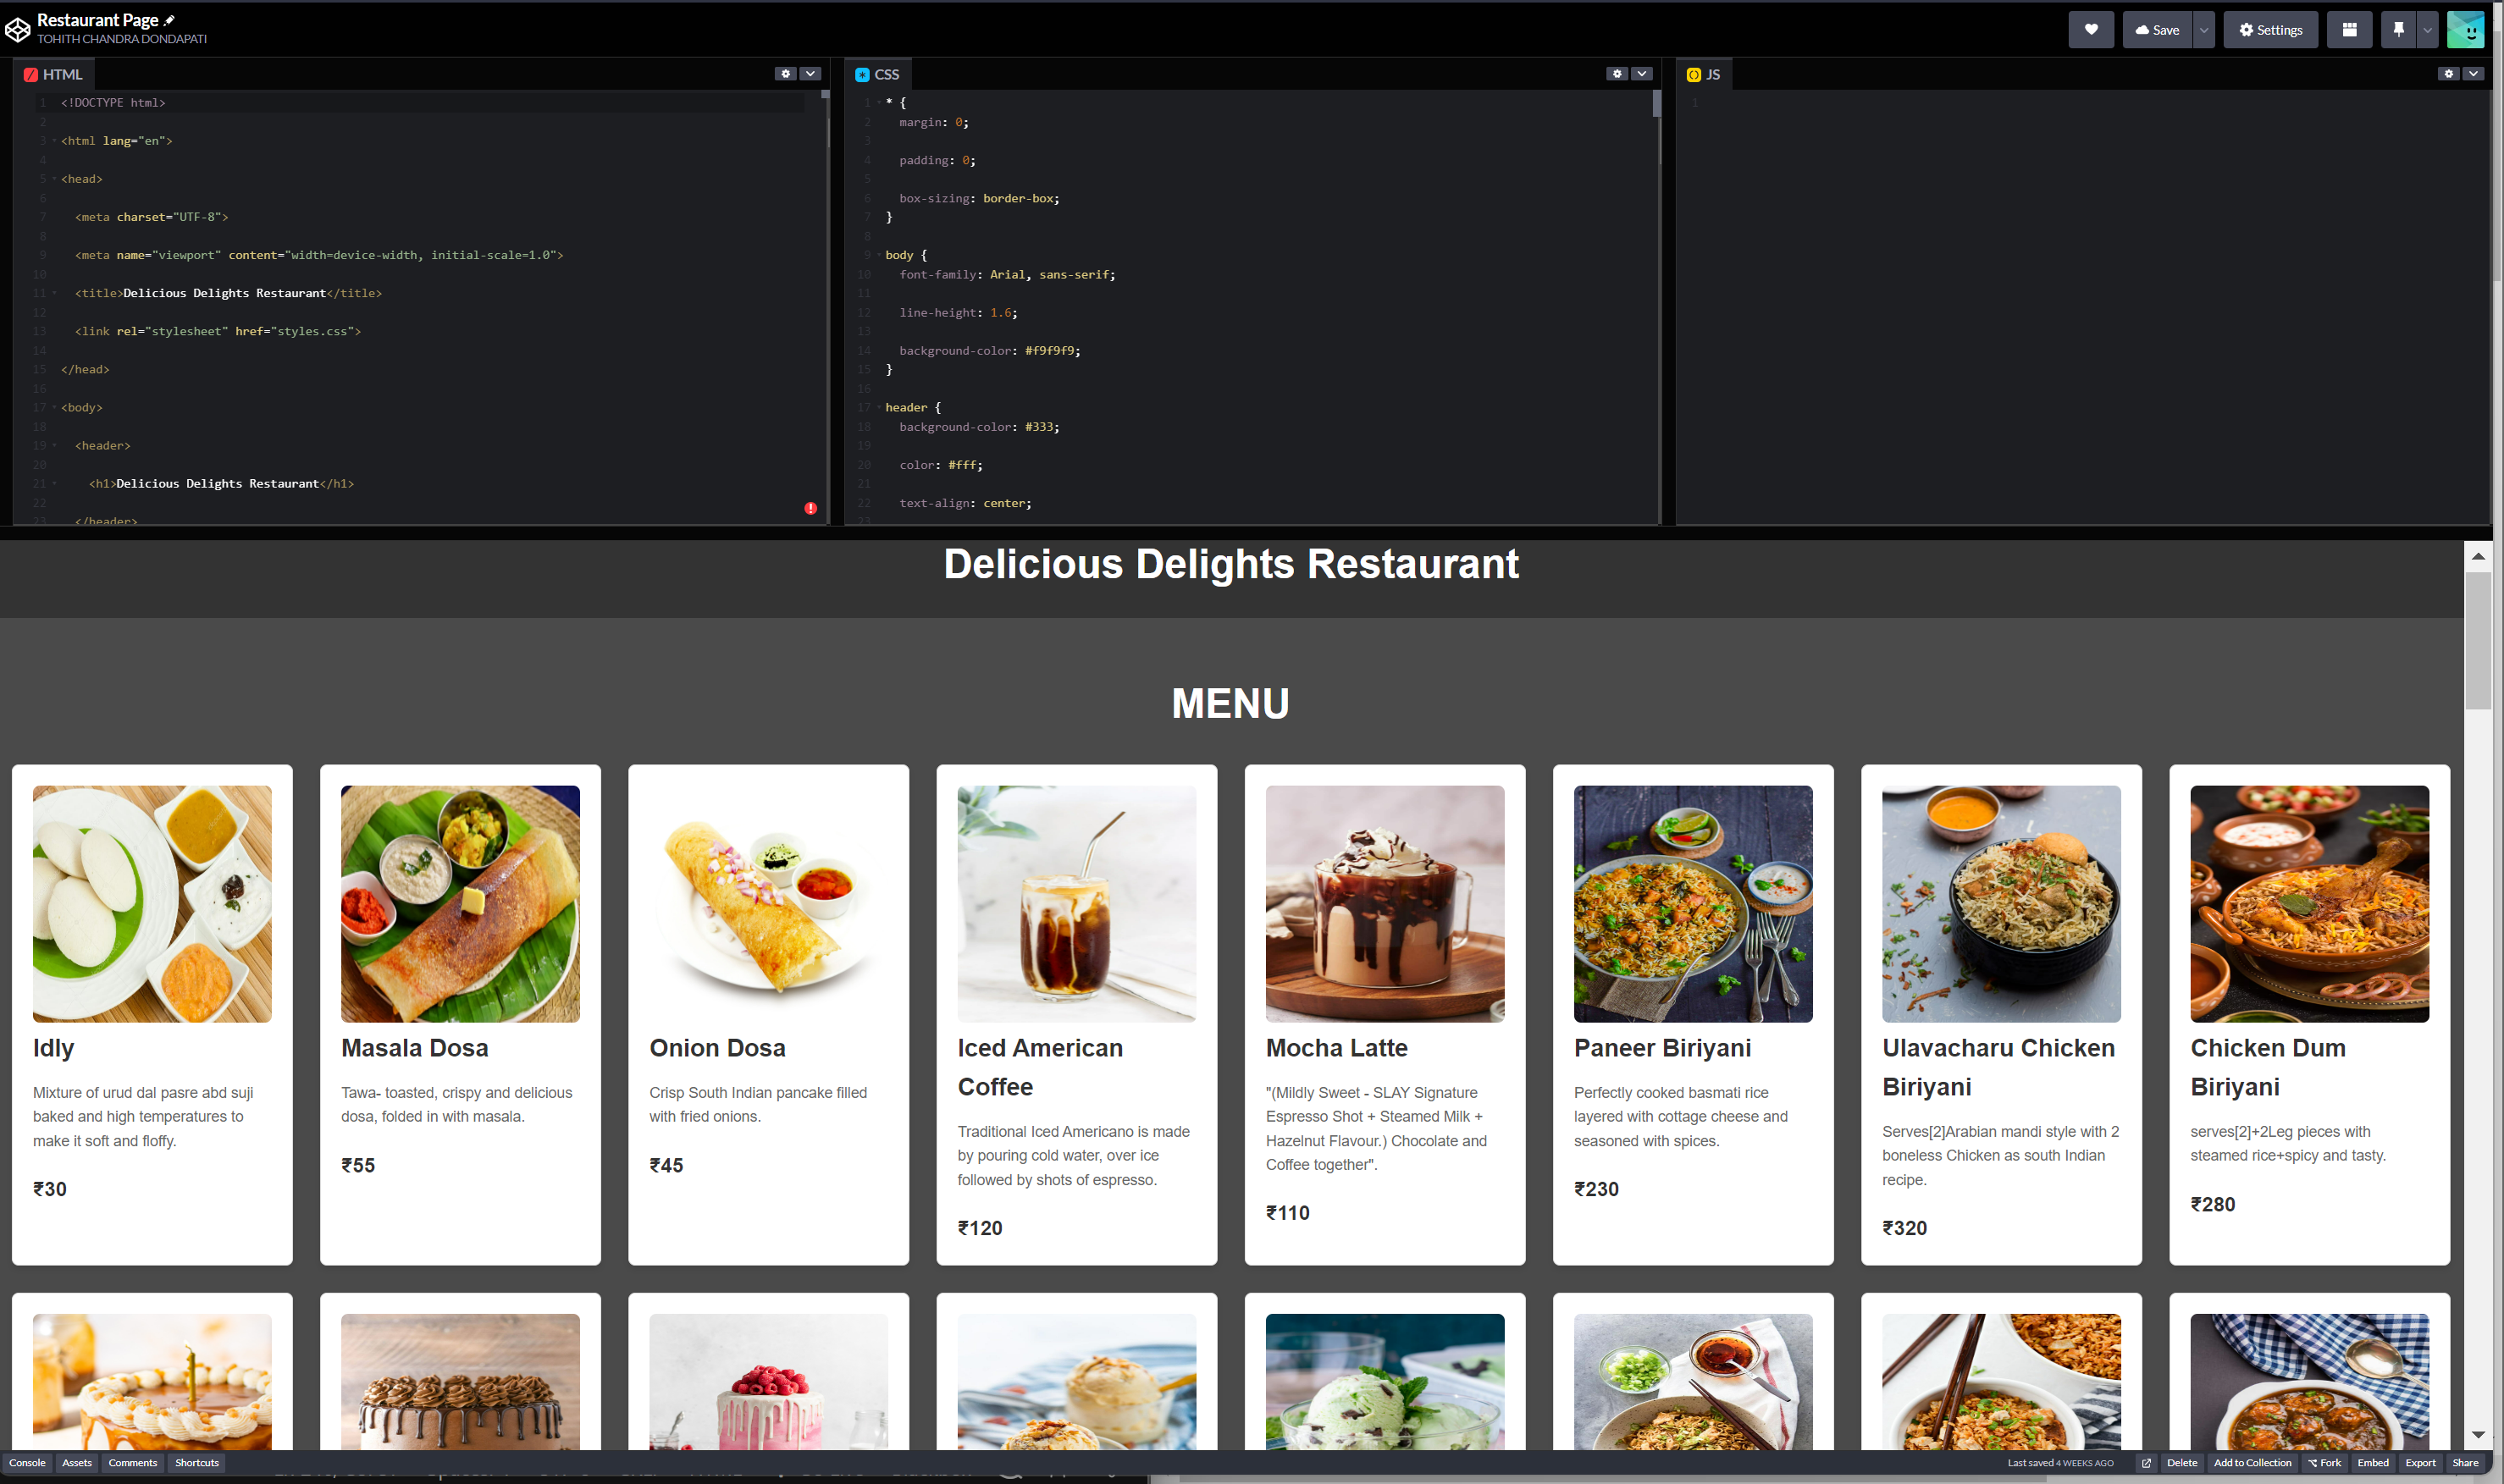 Restaurant Page
TOHITH CHANDRA DONDAPATI
Save
Settings
HTML
1 <!DOCTYPE html>
2
3 <html lang="en">
4
5 <head>
6
7 <meta charset="UTF-8">
8
9 <meta name="viewport" content="width=device-width, initial-scale=1.0">
10
11 <title>Delicious Delights Restaurant</title>
12
13 <link rel="stylesheet" href="styles.css">
14
15 </head>
16
17 <body>
18
19 <header>
20
21 <h1>Delicious Delights Restaurant</h1>
22
23 </header>
CSS
1 * {
2 margin: 0;
3
4 padding: 0;
5
6 box-sizing: border-box;
7 }
8
9 body {
10 font-family: Arial, sans-serif;
11
12 line-height: 1.6;
13
14 background-color: #f9f9f9;
15 }
16
17 header {
18 background-color: #333;
19
20 color: #fff;
21
22 text-align: center;
23
JS
1
Delicious Delights Restaurant
MENU
Idly
Mixture of urud dal pasre abd suji
baked and high temperatures to
make it soft and floffy.
₹30
Masala Dosa
Tawa- toasted, crispy and delicious
dosa, folded in with masala.
₹55
Onion Dosa
Crisp South Indian pancake filled
with fried onions.
₹45
Iced American
Coffee
Traditional Iced Americano is made
by pouring cold water, over ice
followed by shots of espresso.
₹120
Mocha Latte
"(Mildly Sweet - SLAY Signature
Espresso Shot + Steamed Milk +
Hazelnut Flavour.) Chocolate and
Coffee together".
₹110
Paneer Biriyani
Perfectly cooked basmati rice
layered with cottage cheese and
seasoned with spices.
₹230
Ulavacharu Chicken
Biriyani
Serves[2]Arabian mandi style with 2
boneless Chicken as south Indian
recipe.
₹320
Chicken Dum
Biriyani
serves[2]+2Leg pieces with
steamed rice+spicy and tasty.
₹280
Console Assets Comments Shortcuts
Last saved 4 WEEKS AGO
Delete Add to Collection Fork Embed Export Share